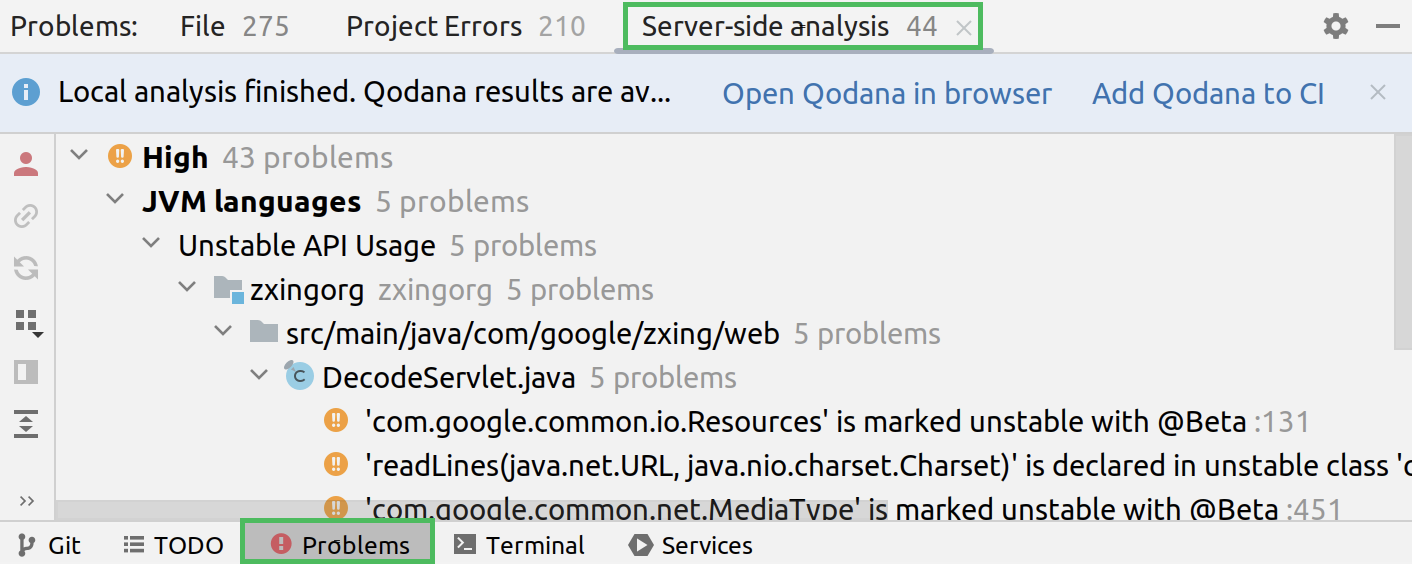 Problems: File 275 Project Errors 210 Server-side analysis 44
Local analysis finished. Qodana results are av... Open Qodana in browser Add Qodana to CI
High 43 problems
JVM languages 5 problems
Unstable API Usage 5 problems
zxingorg zxingorg 5 problems
src/main/java/com/google/zxing/web 5 problems
C DecodeServlet.java 5 problems
'com.google.common.io.Resources' is marked unstable with @Beta :131
'readLines(java.net.URL, java.nio.charset.Charset)' is declared in unstable class 'c
'com.google.common.net.MediaType' is marked unstable with @Beta :451
Git TODO Problems Terminal Services